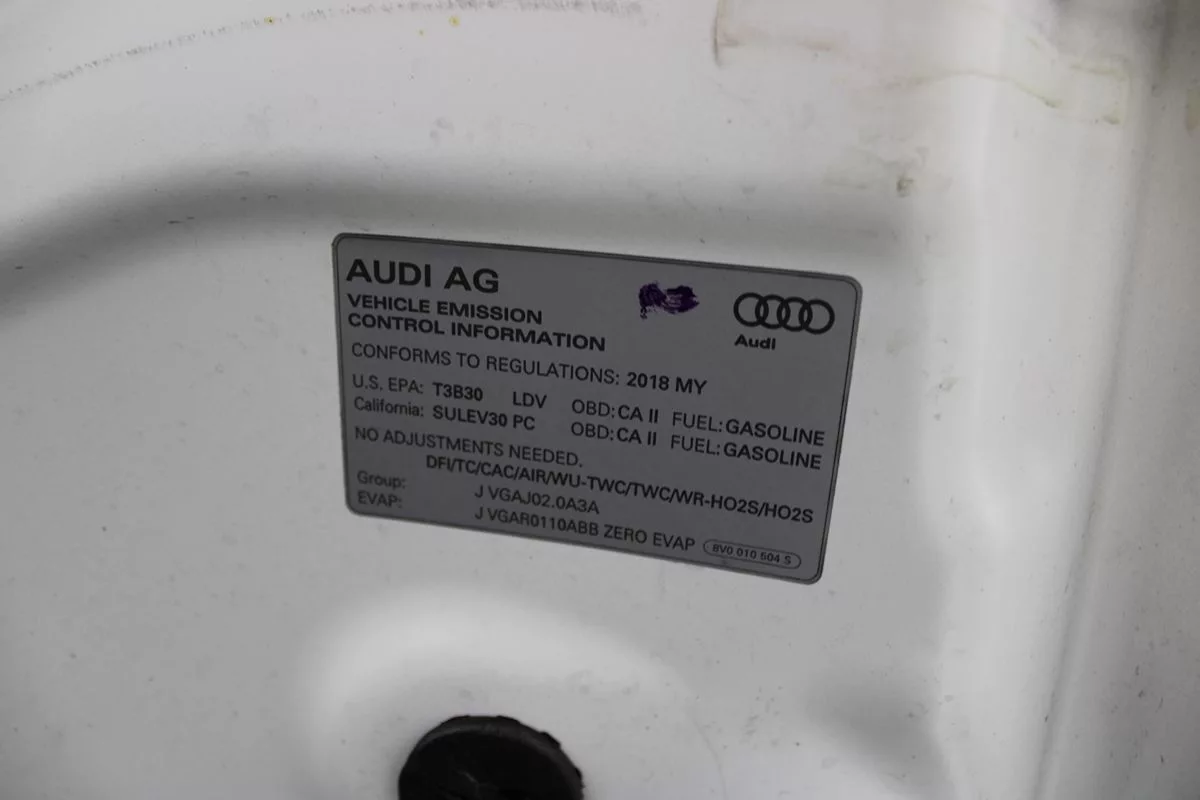 AUDI AG
VEHICLE EMISSION
CONTROL INFORMATION
Audi
CONFORMS TO REGULATIONS: 2018 MY
U.S. EPA: T3B30 LDV OBD: CA II FUEL: GASOLINE
California: SULEV30 PC OBD: CA II FUEL: GASOLINE
NO ADJUSTMENTS NEEDED.
DFI/TC/CAC/AIR/WU-TWC/TWC/WR-HO2S/HO2S
Group: J VGAJ02.0A3A
EVAP: J VGAR0110ABB ZERO EVAP
8V0 010 504 S